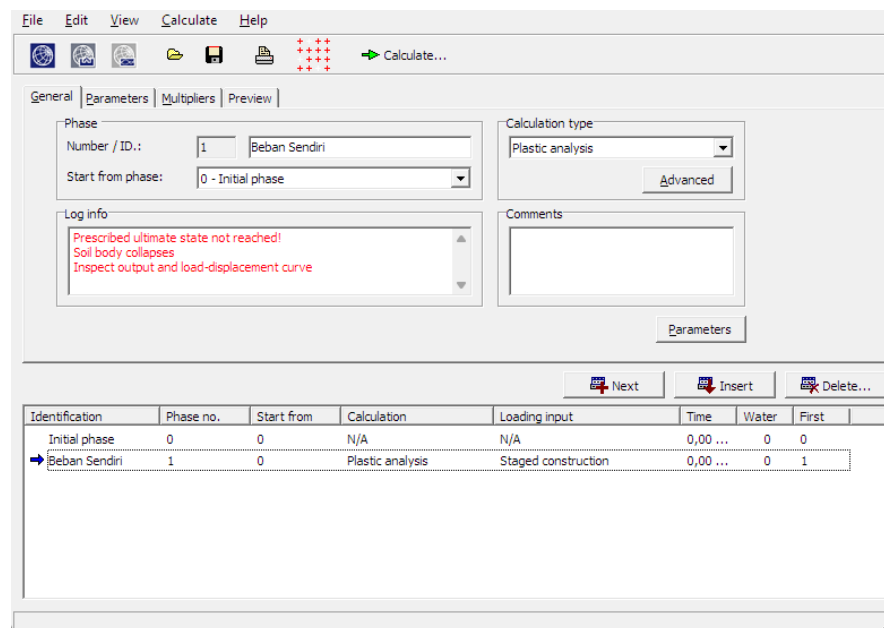 File Edit View Calculate Help
Calculate...
General Parameters Multipliers Preview
Phase
Number / ID.: 1 Beban Sendiri
Start from phase: 0 - Initial phase
Calculation type
Plastic analysis
Advanced
Log info
Prescribed ultimate state not reached!
Soil body collapses
Inspect output and load-displacement curve
Comments
Parameters
Next Insert Delete...
Identification Phase no. Start from Calculation Loading input Time Water First
Initial phase 0 0 N/A N/A 0,00 ... 0 0
Beban Sendiri 1 0 Plastic analysis Staged construction 0,00 ... 0 1